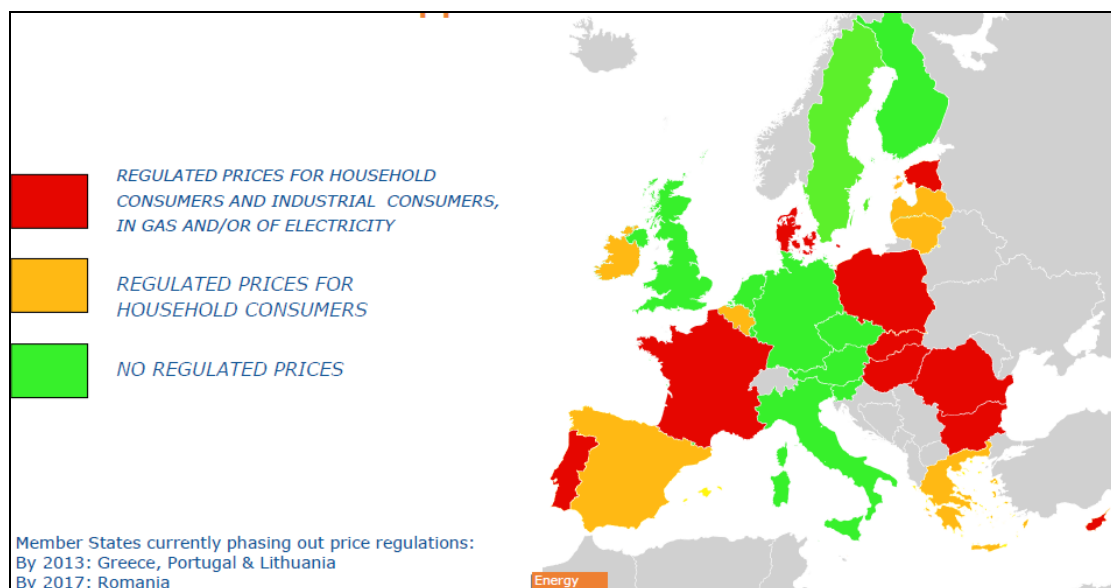 REGULATED PRICES FOR HOUSEHOLD
CONSUMERS AND INDUSTRIAL CONSUMERS,
IN GAS AND/OR OF ELECTRICITY
REGULATED PRICES FOR
HOUSEHOLD CONSUMERS
NO REGULATED PRICES
Member States currently phasing out price regulations:
By 2013: Greece, Portugal & Lithuania
By 2017: Romania
Energy